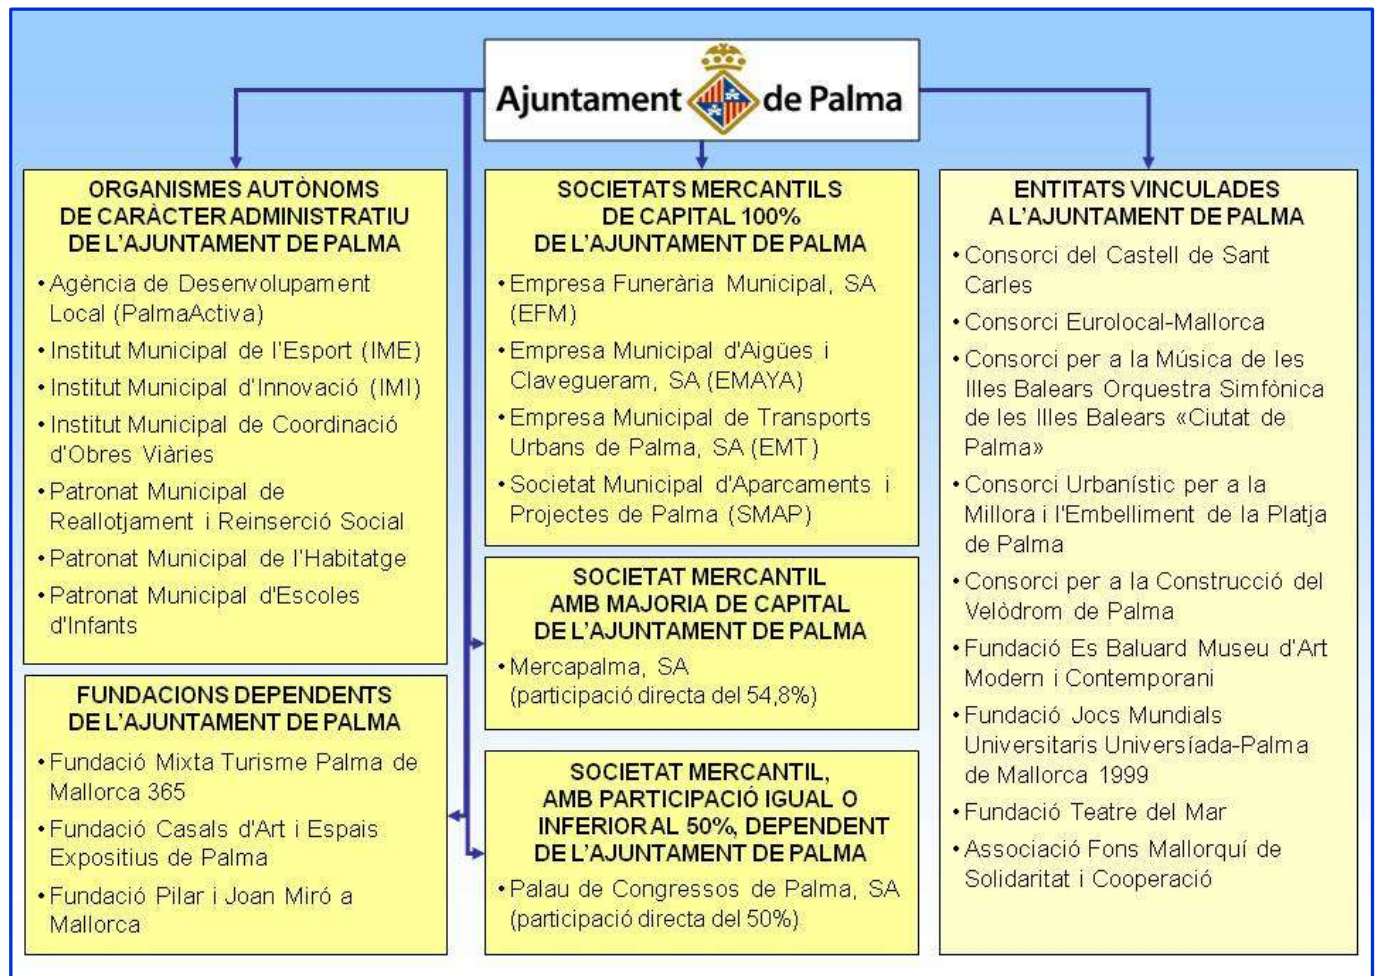 Ajuntament de Palma
ORGANISMES AUTÒNOMS
DE CARÀCTER ADMINISTRATIU
DE L'AJUNTAMENT DE PALMA
• Agència de Desenvolupament
Local (PalmaActiva)
• Institut Municipal de l'Esport (IME)
• Institut Municipal d'Innovació (IMI)
• Institut Municipal de Coordinació
d'Obres Viàries
• Patronat Municipal de
Reallotjament i Reinserció Social
• Patronat Municipal de l'Habitatge
• Patronat Municipal d'Escoles
d'Infants
FUNDACIONS DEPENDENTS
DE L'AJUNTAMENT DE PALMA
• Fundació Mixta Turisme Palma de
Mallorca 365
• Fundació Casals d'Art i Espais
Expositius de Palma
• Fundació Pilar i Joan Miró a
Mallorca
SOCIETATS MERCANTILS
DE CAPITAL 100%
DE L'AJUNTAMENT DE PALMA
• Empresa Funerària Municipal, SA
(EFM)
• Empresa Municipal d'Aigües i
Clavegueram, SA (EMAYA)
• Empresa Municipal de Transports
Urbans de Palma, SA (EMT)
• Societat Municipal d'Aparcaments i
Projectes de Palma (SMAP)
SOCIETAT MERCANTIL
AMB MAJORIA DE CAPITAL
DE L'AJUNTAMENT DE PALMA
• Mercapalma, SA
(participació directa del 54,8%)
SOCIETAT MERCANTIL,
AMB PARTICIPACIÓ IGUAL O
INFERIOR AL 50%, DEPENDENT
DE L'AJUNTAMENT DE PALMA
• Palau de Congressos de Palma, SA
(participació directa del 50%)
ENTITATS VINCULADES
A L'AJUNTAMENT DE PALMA
• Consorci del Castell de Sant
Carles
• Consorci Eurolocal-Mallorca
• Consorci per a la Música de les
Illes Balears Orquestra Simfònica
de les Illes Balears «Ciutat de
Palma»
• Consorci Urbanístic per a la
Millora i l'Embelliment de la Platja
de Palma
• Consorci per a la Construcció del
Velòdrom de Palma
• Fundació Es Baluard Museu d'Art
Modern i Contemporani
• Fundació Jocs Mundials
Universitaris Universíada-Palma
de Mallorca 1999
• Fundació Teatre del Mar
• Associació Fons Mallorquí de
Solidaritat i Cooperació